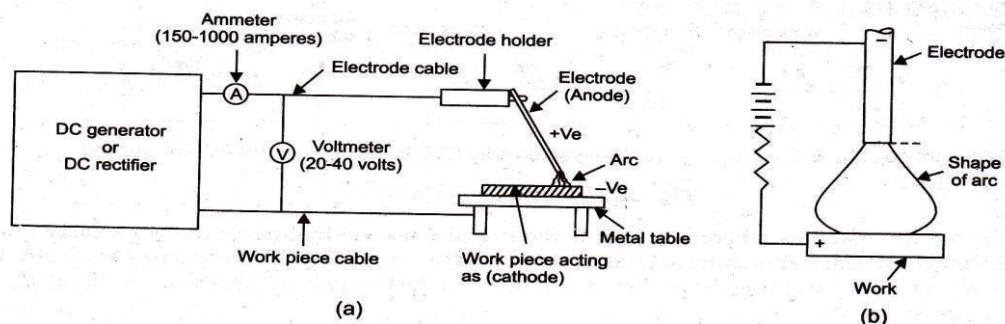 Ammeter
(150-1000 amperes)
Electrode holder
Electrode cable
Electrode
(Anode)
A
+Ve
DC generator
or
DC rectifier
V
Voltmeter
(20-40 volts)
Arc
–Ve
Metal table
Work piece cable
Work piece acting
as (cathode)
(a)
–
Electrode
Shape
of arc
+
Work
(b)